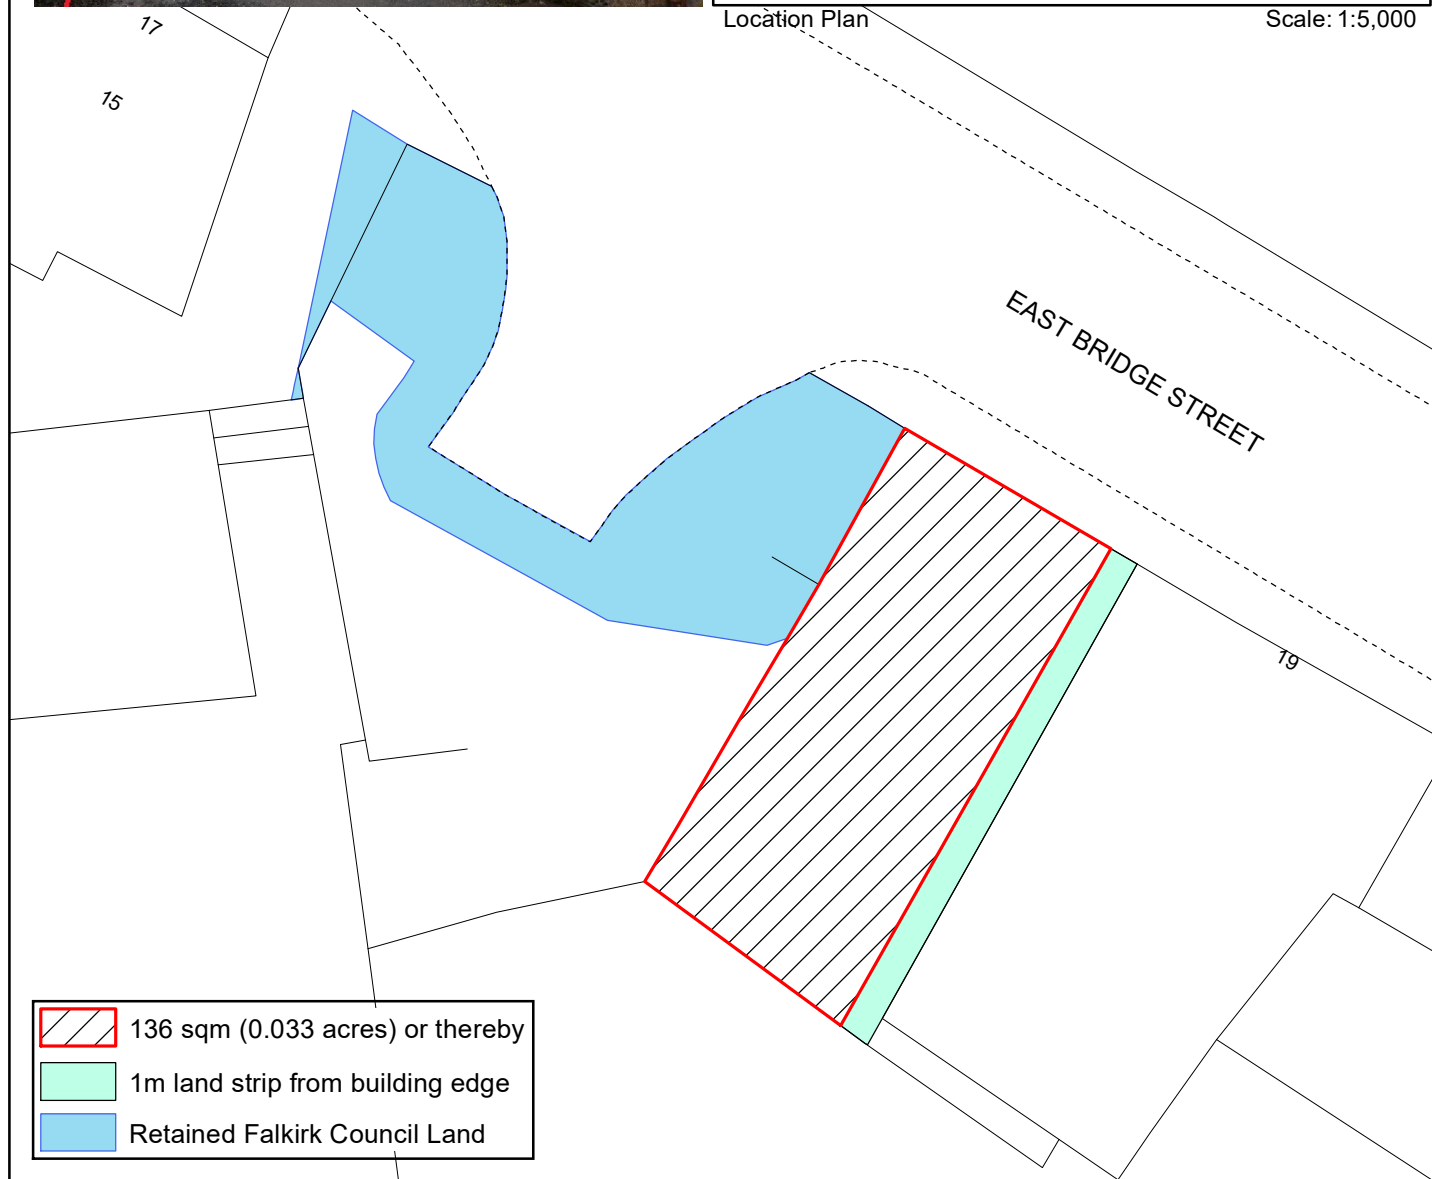 Location Plan
Scale: 1:5,000
17
15
EAST BRIDGE STREET
19
136 sqm (0.033 acres) or thereby
1m land strip from building edge
Retained Falkirk Council Land